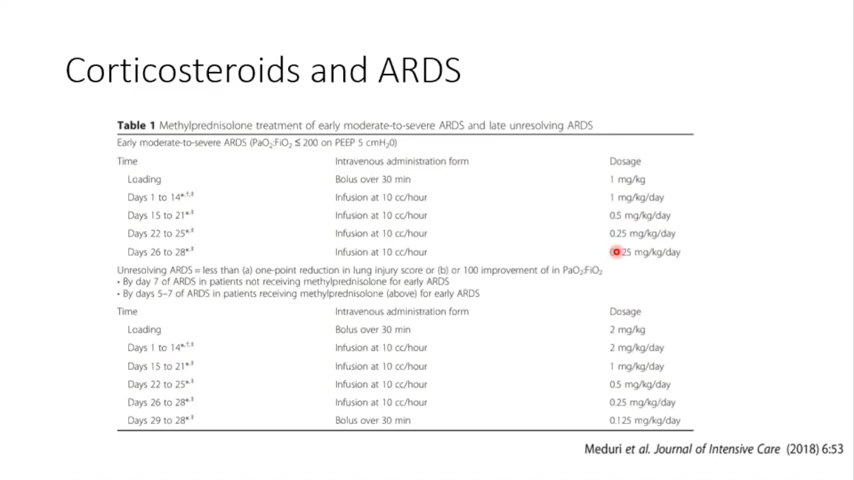 Corticosteroids and ARDS
Table 1 Methylprednisolone treatment of early moderate-to-severe ARDS and late unresolving ARDS
Early moderate-to-severe ARDS (PaO₂:FiO₂ ≤ 200 on PEEP 5 cmH₂0)
Time Intravenous administration form Dosage
Loading Bolus over 30 min 1 mg/kg
Days 1 to 14*,†,‡ Infusion at 10 cc/hour 1 mg/kg/day
Days 15 to 21*,‡ Infusion at 10 cc/hour 0.5 mg/kg/day
Days 22 to 25*,‡ Infusion at 10 cc/hour 0.25 mg/kg/day
Days 26 to 28*,‡ Infusion at 10 cc/hour 25 mg/kg/day
Unresolving ARDS = less than (a) one-point reduction in lung injury score or (b) or 100 improvement of in PaO₂:FiO₂
• By day 7 of ARDS in patients not receiving methylprednisolone for early ARDS
• By days 5–7 of ARDS in patients receiving methylprednisolone (above) for early ARDS
Time Intravenous administration form Dosage
Loading Bolus over 30 min 2 mg/kg
Days 1 to 14*,†,‡ Infusion at 10 cc/hour 2 mg/kg/day
Days 15 to 21*,‡ Infusion at 10 cc/hour 1 mg/kg/day
Days 22 to 25*,‡ Infusion at 10 cc/hour 0.5 mg/kg/day
Days 26 to 28*,‡ Infusion at 10 cc/hour 0.25 mg/kg/day
Days 29 to 28*,‡ Bolus over 30 min 0.125 mg/kg/day
Meduri et al. Journal of Intensive Care (2018) 6:53